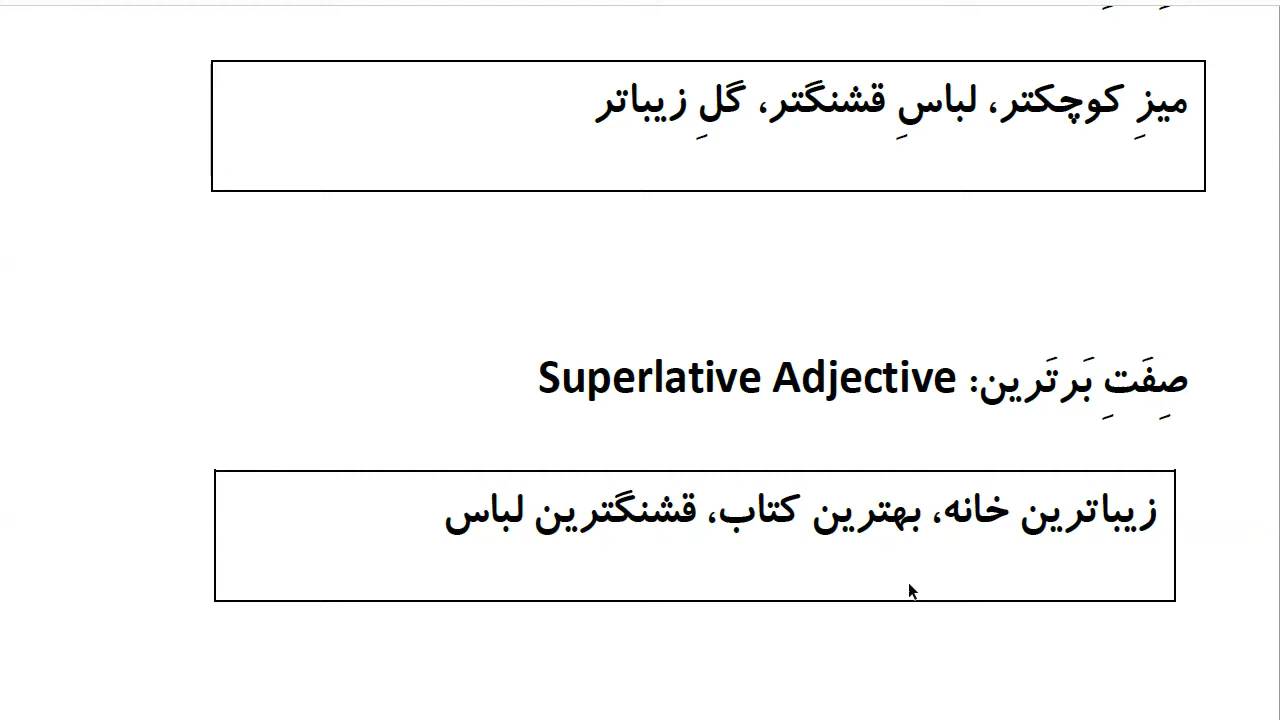 میزِ کوچکتر، لباسِ قشنگتر، گلِ زیباتر
صِفَتِ بَرتَرین: Superlative Adjective
زیباترین خانه، بهترین کتاب، قشنگترین لباس